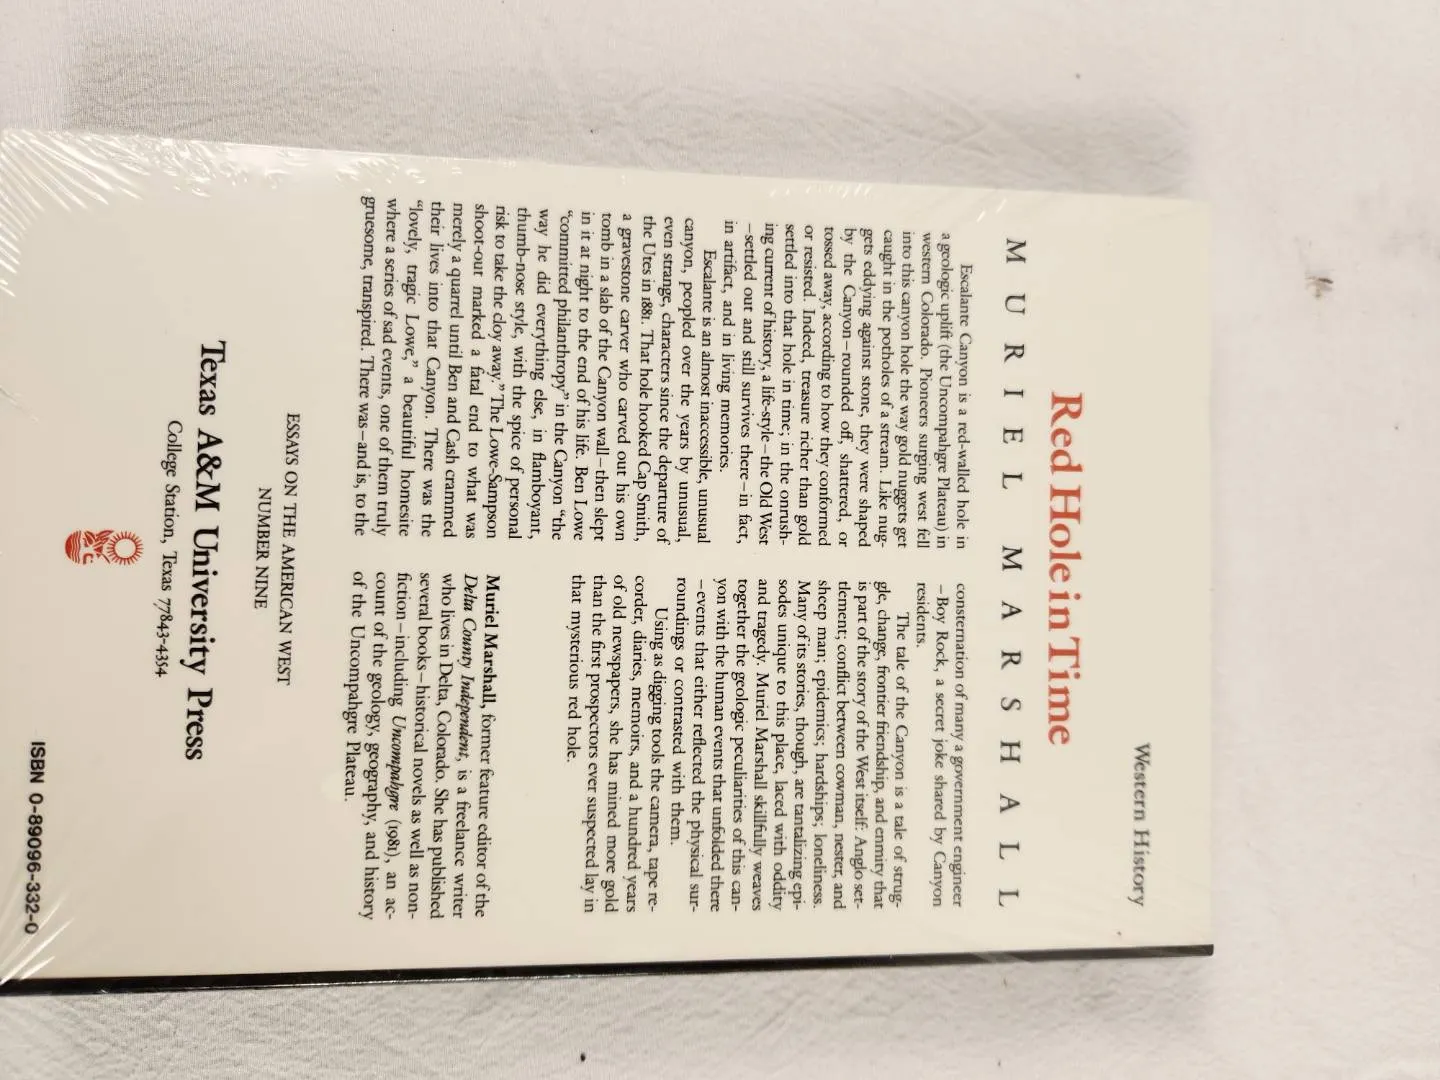 Western History
Red Hole in Time
MURIEL MARSHALL
Escalante Canyon is a red-walled hole in
a geologic uplift (the Uncompahgre Plateau) in
western Colorado. Pioneers surging west fell
into this canyon hole the way gold nuggets get
caught in the potholes of a stream. Like nug-
gets eddying against stone, they were shaped
by the Canyon—rounded off, shattered, or
tossed away, according to how they conformed
or resisted. Indeed, treasure richer than gold
settled into that hole in time; in the onrush-
ing current of history, a life-style—the Old West
—settled out and still survives there—in fact,
in artifact, and in living memories.
Escalante is an almost inaccessible, unusual
canyon, peopled over the years by unusual,
even strange, characters since the departure of
the Utes in 1881. That hole hooked Cap Smith,
a gravestone carver who carved out his own
tomb in a slab of the Canyon wall—then slept
in it at night to the end of his life. Ben Lowe
“committed philanthropy” in the Canyon “the
way he did everything else, in flamboyant,
thumb-nose style, with the spice of personal
risk to take the cloy away.” The Lowe-Sampson
shoot-out marked a fatal end to what was
merely a quarrel until Ben and Cash crammed
their lives into that Canyon. There was the
“lovely, tragic Lowe,” a beautiful homesite
where a series of sad events, one of them truly
gruesome, transpired. There was—and is, to the
consternation of many a government engineer
—Boy Rock, a secret joke shared by Canyon
residents.
The tale of the Canyon is a tale of strug-
gle, change, frontier friendship, and enmity that
is part of the story of the West itself: Anglo set-
tlement; conflict between cowman, nester, and
sheep man; epidemics; hardships; loneliness.
Many of its stories, though, are tantalizing epi-
sodes unique to this place, laced with oddity
and tragedy. Muriel Marshall skillfully weaves
together the geologic peculiarities of this can-
yon with the human events that unfolded there
—events that either reflected the physical sur-
roundings or contrasted with them.
Using as digging tools the camera, tape re-
corder, diaries, memoirs, and a hundred years
of old newspapers, she has mined more gold
than the first prospectors ever suspected lay in
that mysterious red hole.
Muriel Marshall, former feature editor of the
Delta County Independent, is a freelance writer
who lives in Delta, Colorado. She has published
several books—historical novels as well as non-
fiction—including Uncompahgre (1981), an ac-
count of the geology, geography, and history
of the Uncompahgre Plateau.
ESSAYS ON THE AMERICAN WEST
NUMBER NINE
Texas A&M University Press
College Station, Texas 77843-4354
ISBN 0-89096-332-0